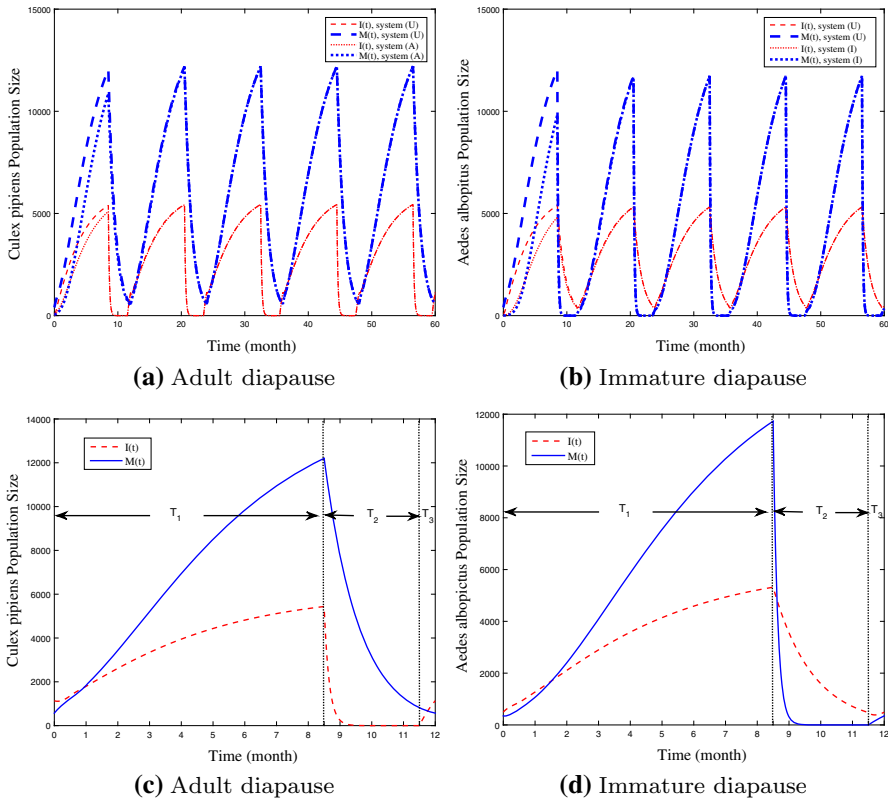 15000
10000
5000
0
0 10 20 30 40 50 60
Culex pipiens Population Size
Time (month)
I(t), system (U)
M(t), system (U)
I(t), system (A)
M(t), system (A)
(a) Adult diapause
15000
10000
5000
0
0 10 20 30 40 50 60
Aedes albopitus Population Size
Time (month)
I(t), system (U)
M(t), system (U)
I(t), system (I)
M(t), system (I)
(b) Immature diapause
14000
12000
10000
8000
6000
4000
2000
0
0 1 2 3 4 5 6 7 8 9 10 11 12
Culex pipiens Population Size
Time (month)
I(t)
M(t)
T1 T2 T3
(c) Adult diapause
12000
10000
8000
6000
4000
2000
0
0 1 2 3 4 5 6 7 8 9 10 11 12
Aedes albopictus Population Size
Time (month)
I(t)
M(t)
T1 T2 T3
(d) Immature diapause